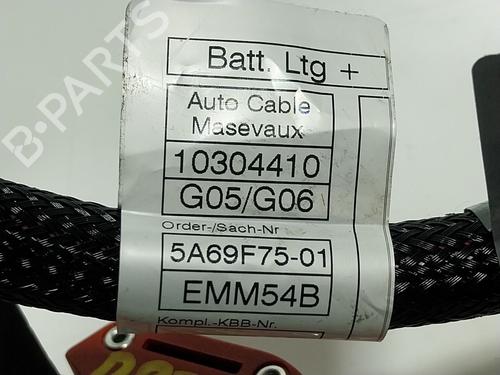 Batt. Ltg +
Auto Cable
Masevaux
10304410
G05/G06
Order-/Sach-Nr
5A69F75-01
EMM54B
Kompl.-KBB-Nr.
B-PARTS